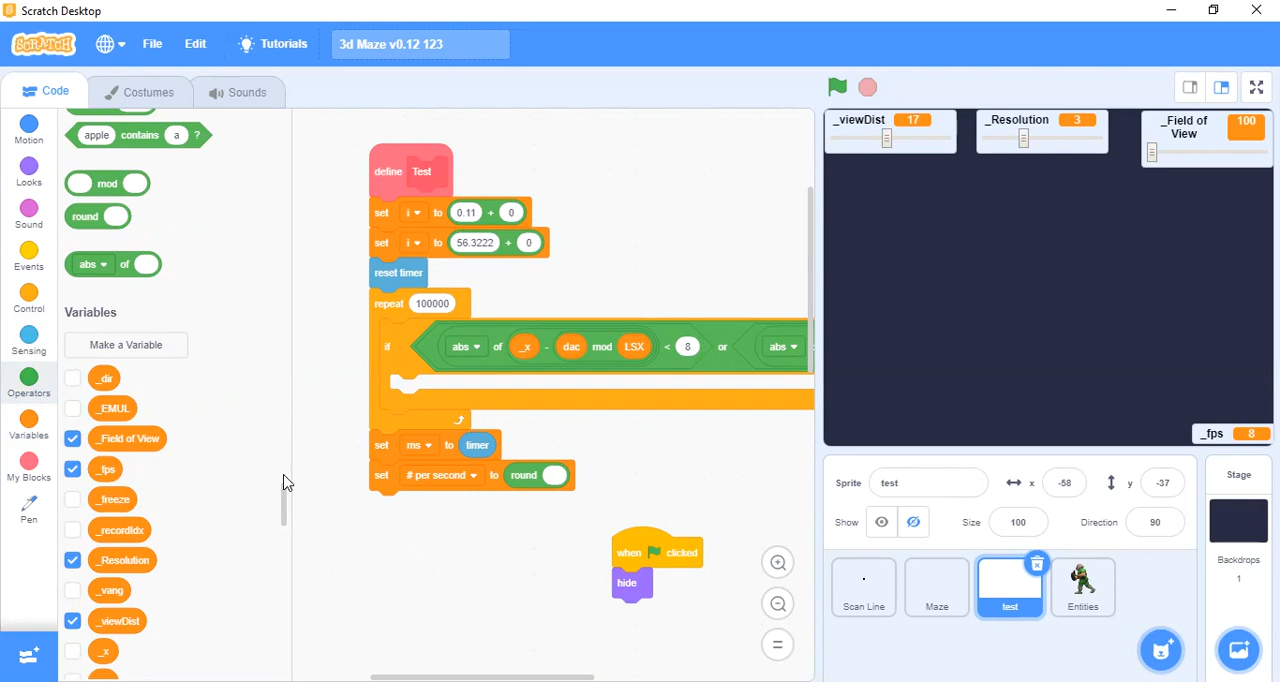 Scratch Desktop
SCRATCH File Edit Tutorials 3d Maze v0.12 123
Code Costumes Sounds
Motion
Looks
Sound
Events
Control
Sensing
Operators
Variables
My Blocks
Pen
apple contains a ?
mod
round
abs of
Variables
Make a Variable
_dir
_EMUL
_Field of View
_fps
_freeze
_recordIdx
_Resolution
_vang
_viewDist
_x
define Test
set i to 0.11 + 0
set i to 56.3222 + 0
reset timer
repeat 100000
if abs of _x - dac mod LSX < 8 or abs
set ms to timer
set # per second to round
when clicked
hide
_viewDist 17
_Resolution 3
_Field of View 100
_fps 8
Sprite test x -58 y -37
Show Size 100 Direction 90
Scan Line
Maze
test
Entities
Stage
Backdrops
1